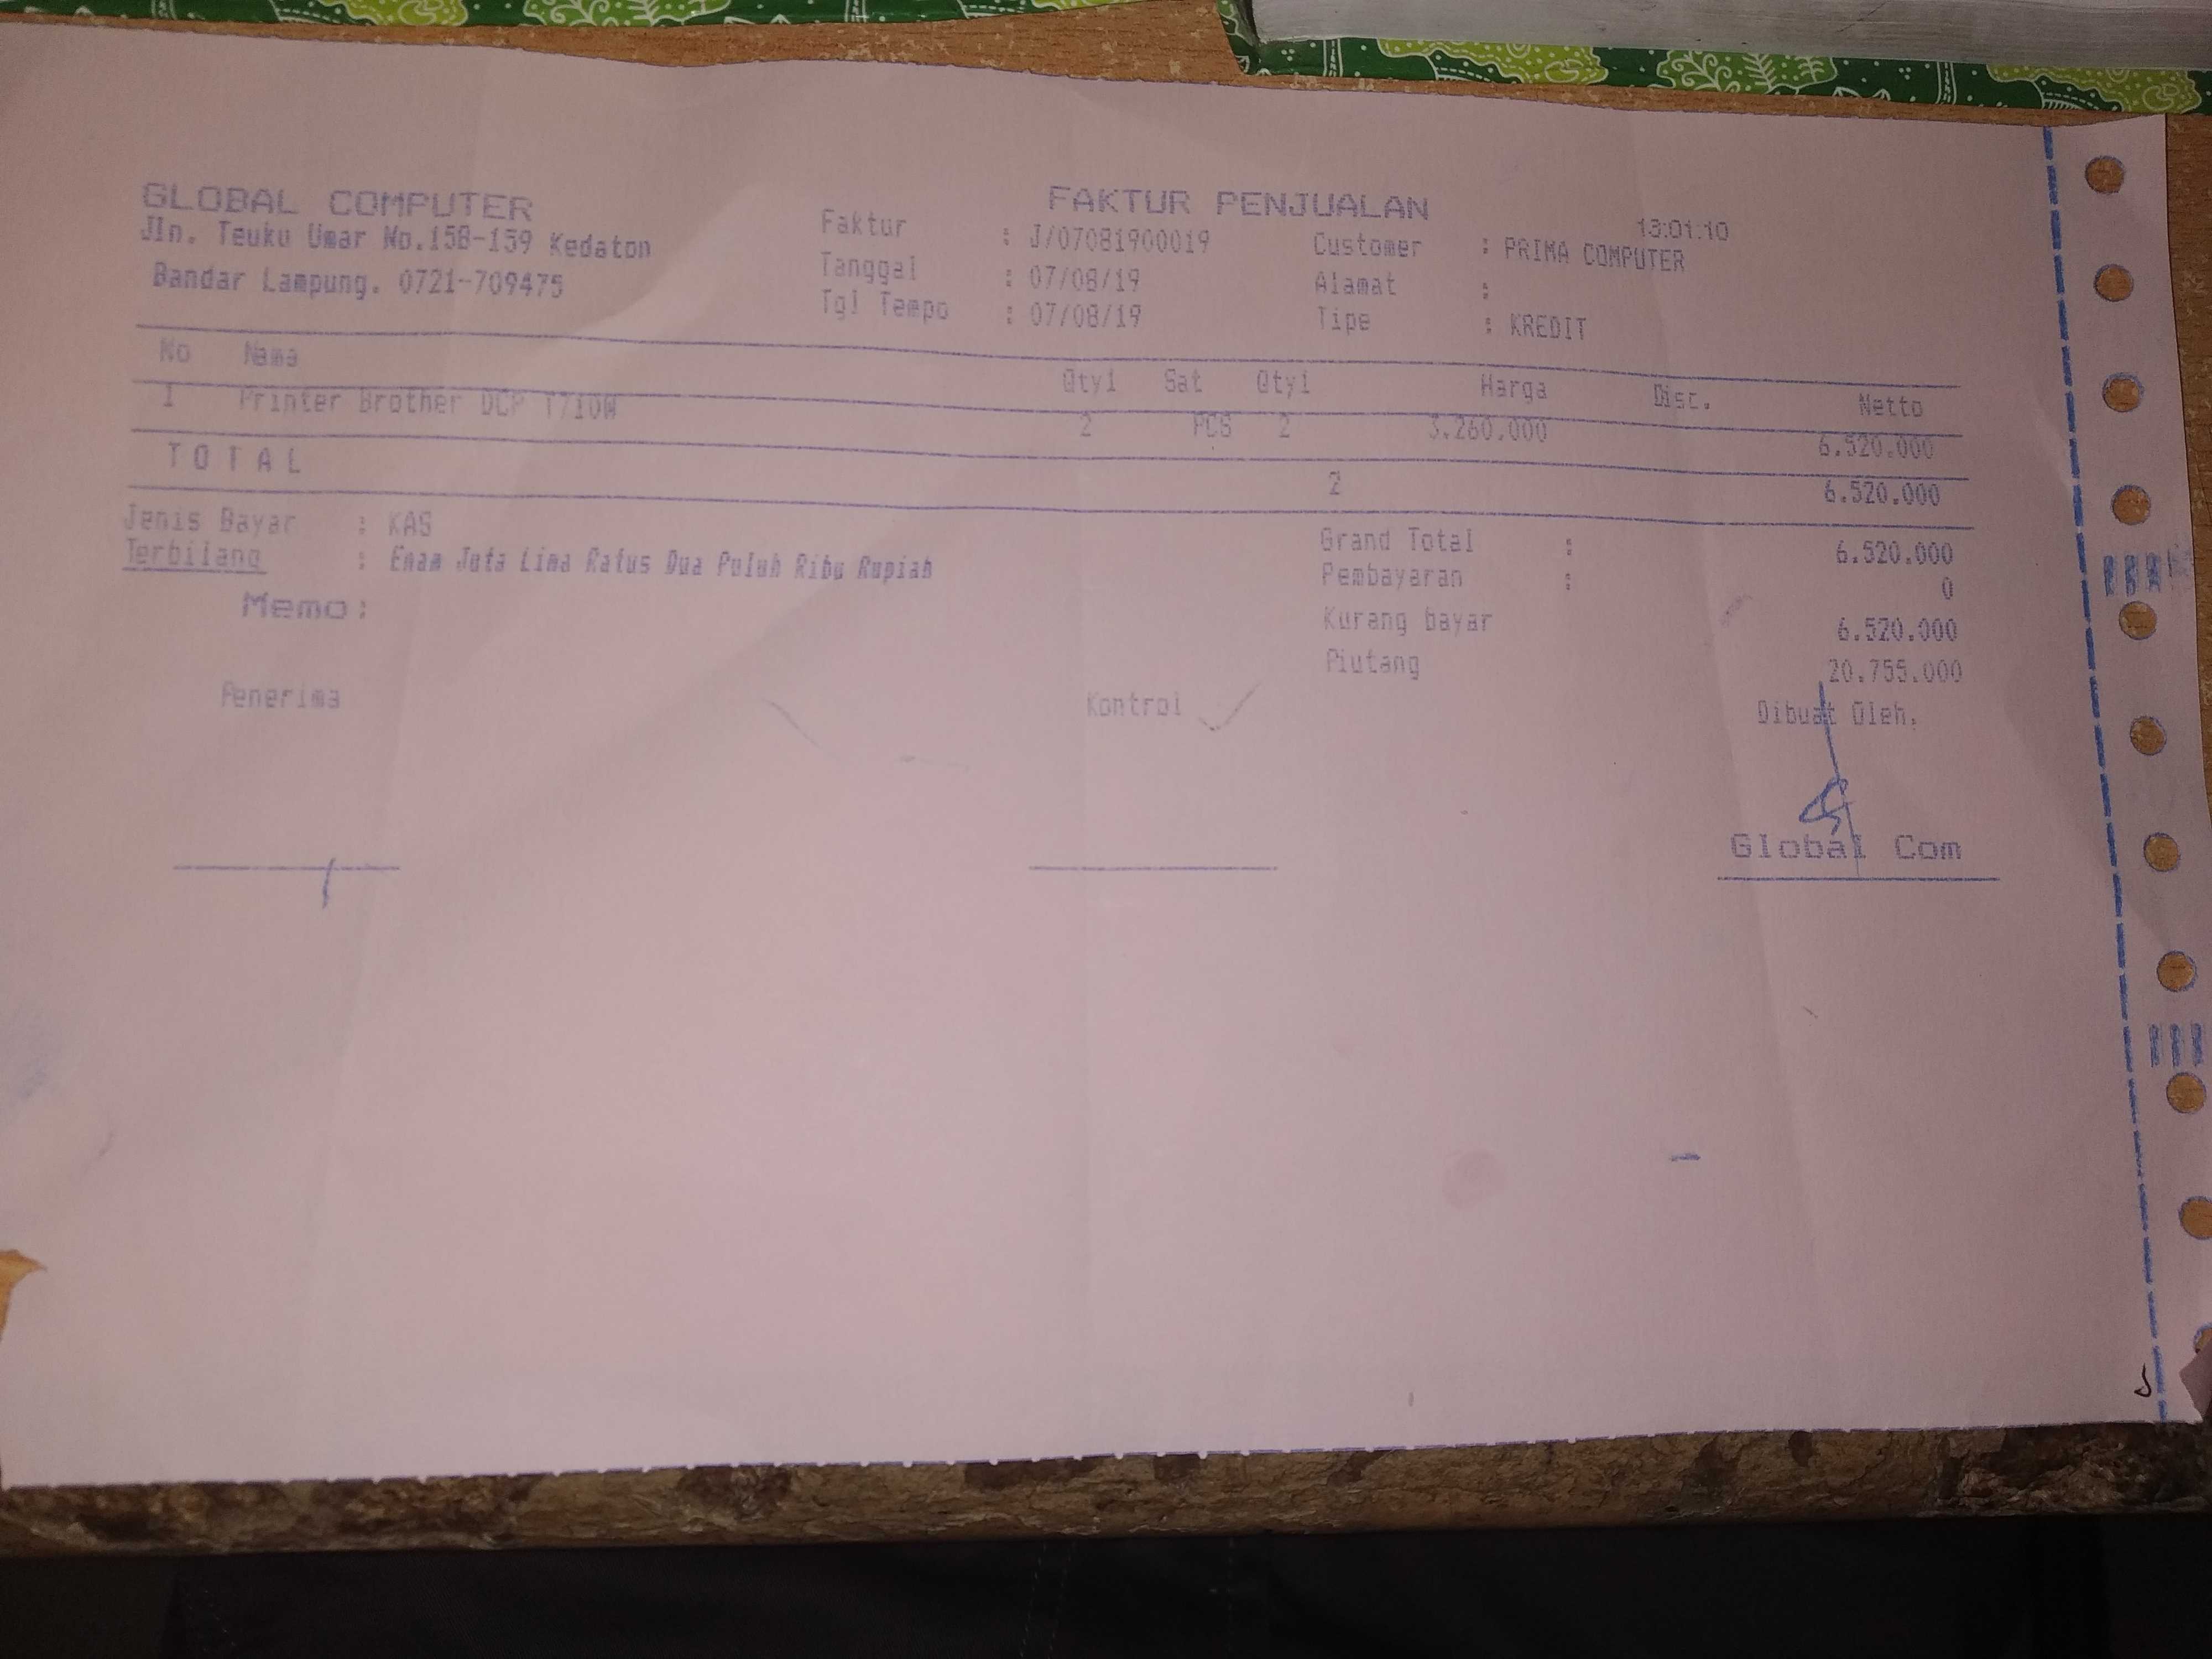 GLOBAL COMPUTER
Jln. Teuku Umar No.158-159 Kedaton
Bandar Lampung. 0721-709475
FAKTUR PENJUALAN
13:01:10
Faktur : J/07081900019
Tanggal : 07/08/19
Tgl Tempo : 07/08/19
Customer : PRIMA COMPUTER
Alamat :
Tipe : KREDIT
No Nama Qty1 Sat Qty1 Harga Disc. Netto
1 Printer Brother DCP T710W 2 PCS 2 3.260.000 6.520.000
T O T A L 2 6.520.000
Jenis Bayar : KAS
Terbilang : Enam Juta Lima Ratus Dua Puluh Ribu Rupiah
Memo:
Grand Total : 6.520.000
Pembayaran : 0
Kurang bayar 6.520.000
Piutang 20.755.000
Penerima Kontrol Dibuat Oleh,
Global Com